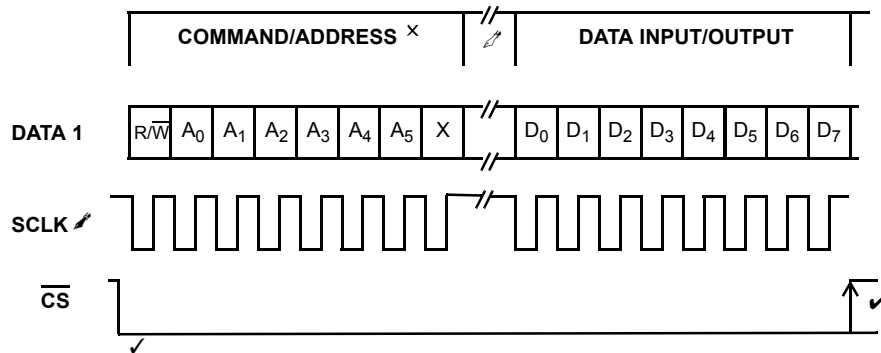 COMMAND/ADDRESS × DATA INPUT/OUTPUT
DATA 1 R/W̅ A₀ A₁ A₂ A₃ A₄ A₅ X D₀ D₁ D₂ D₃ D₄ D₅ D₆ D₇
SCLK
C̅S̅